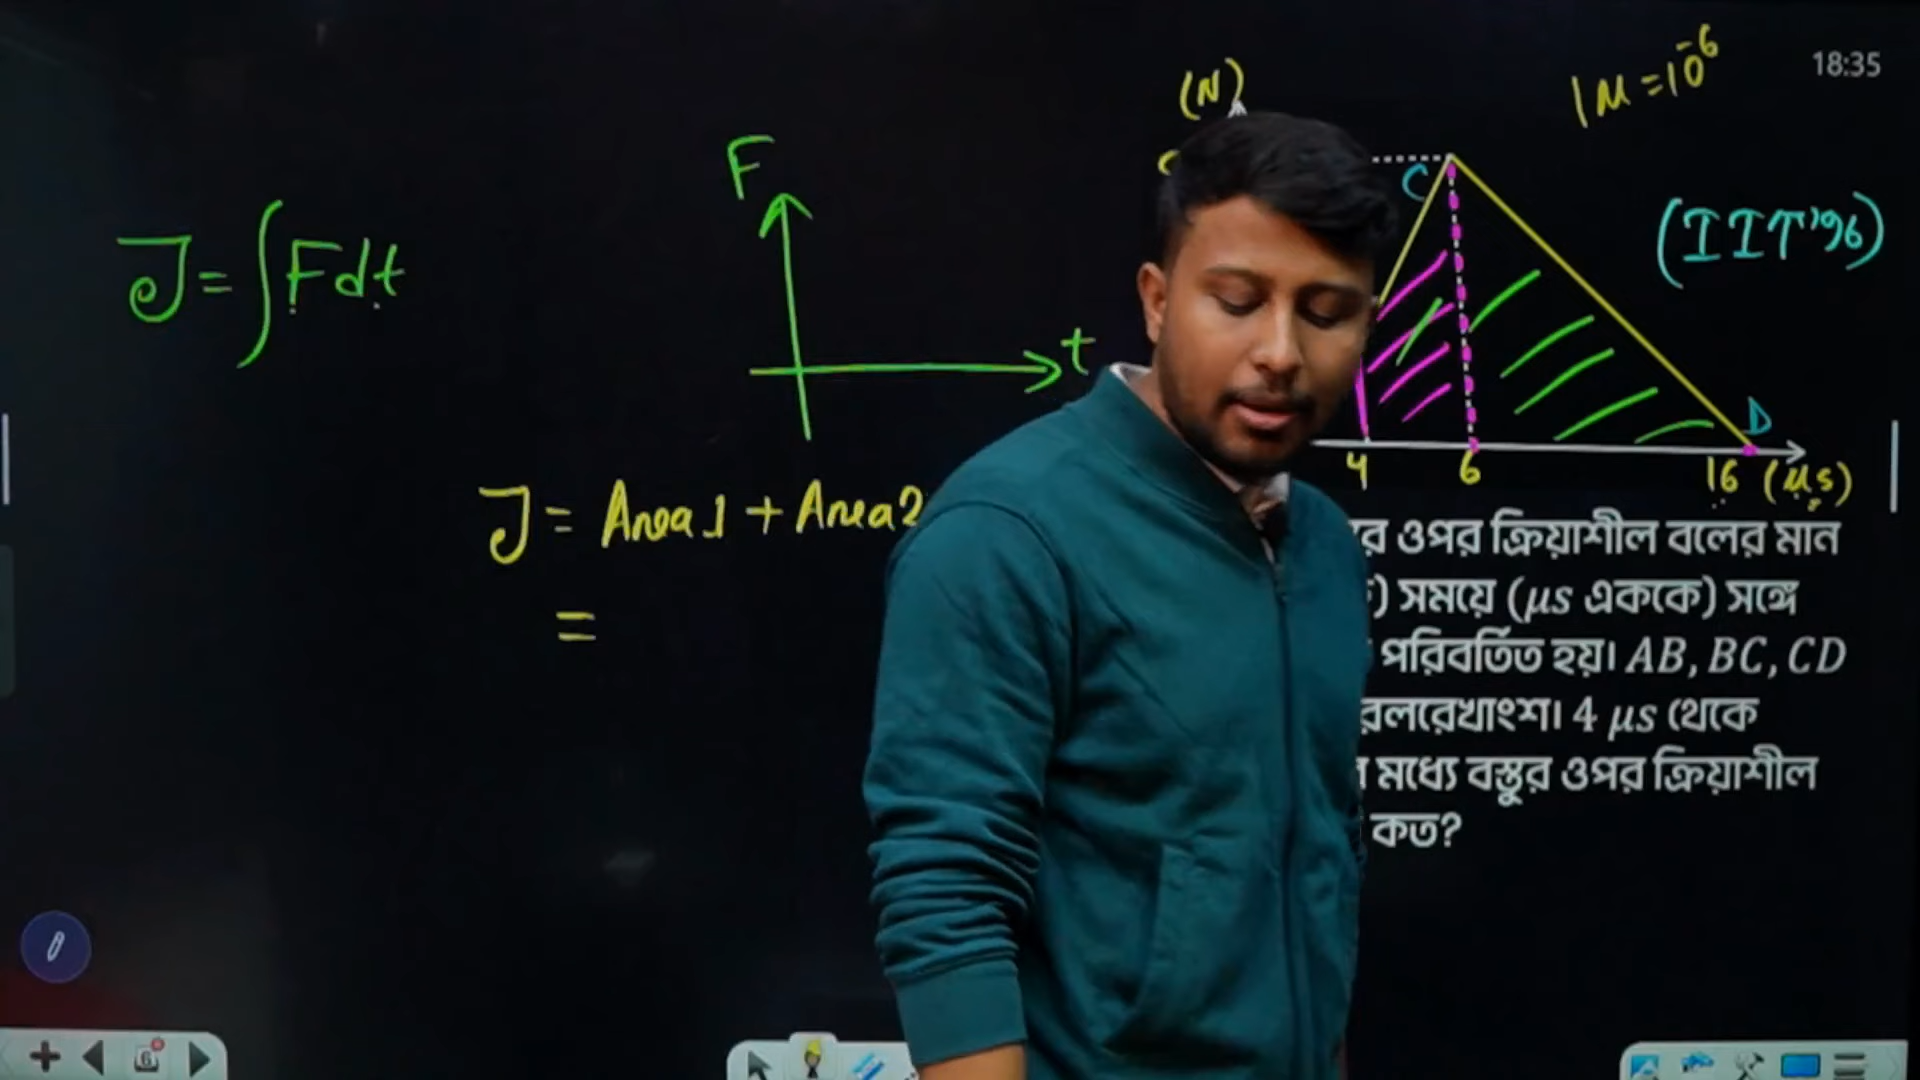 18:35
1μ = 10⁻⁶
(N)
F
C
(IIT'96)
J = ∫Fdt
t
D
4 6 16 (μs)
J = Area 1 + Area 2
=
ওপর ক্রিয়াশীল বলের মান
) সময়ে (μs এককে) সঙ্গে
পরিবর্তিত হয়। AB, BC, CD
4 μs থেকে
মধ্যে বস্তুর ওপর ক্রিয়াশীল
কত?
6